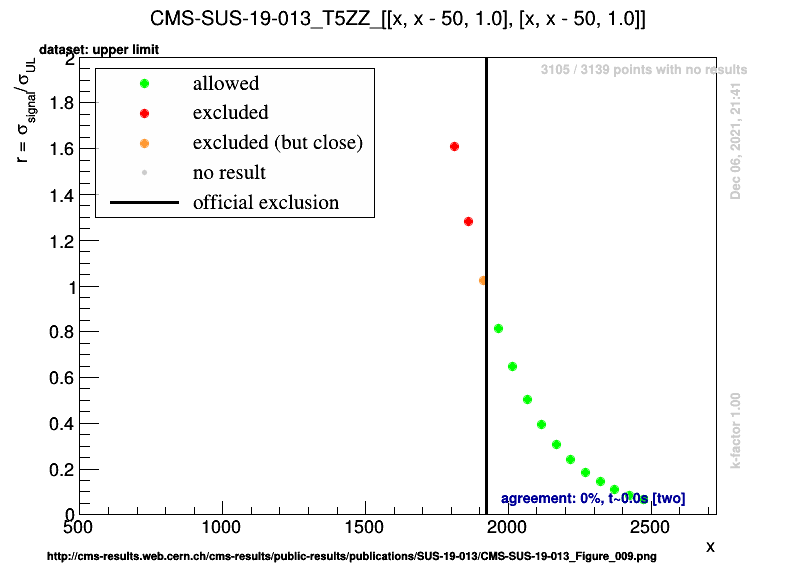 CMS-SUS-19-013_T5ZZ_[[x, x - 50, 1.0], [x, x - 50, 1.0]]
dataset: upper limit
3105 / 3139 points with no results
r = σsignal/σUL
allowed
excluded
excluded (but close)
no result
official exclusion
2
1.8
1.6
1.4
1.2
1
0.8
0.6
0.4
0.2
0
Dec 06, 2021, 21:41
k-factor 1.00
agreement: 0%, t~0.0s [two]
500
1000
1500
2000
2500
x
http://cms-results.web.cern.ch/cms-results/public-results/publications/SUS-19-013/CMS-SUS-19-013_Figure_009.png